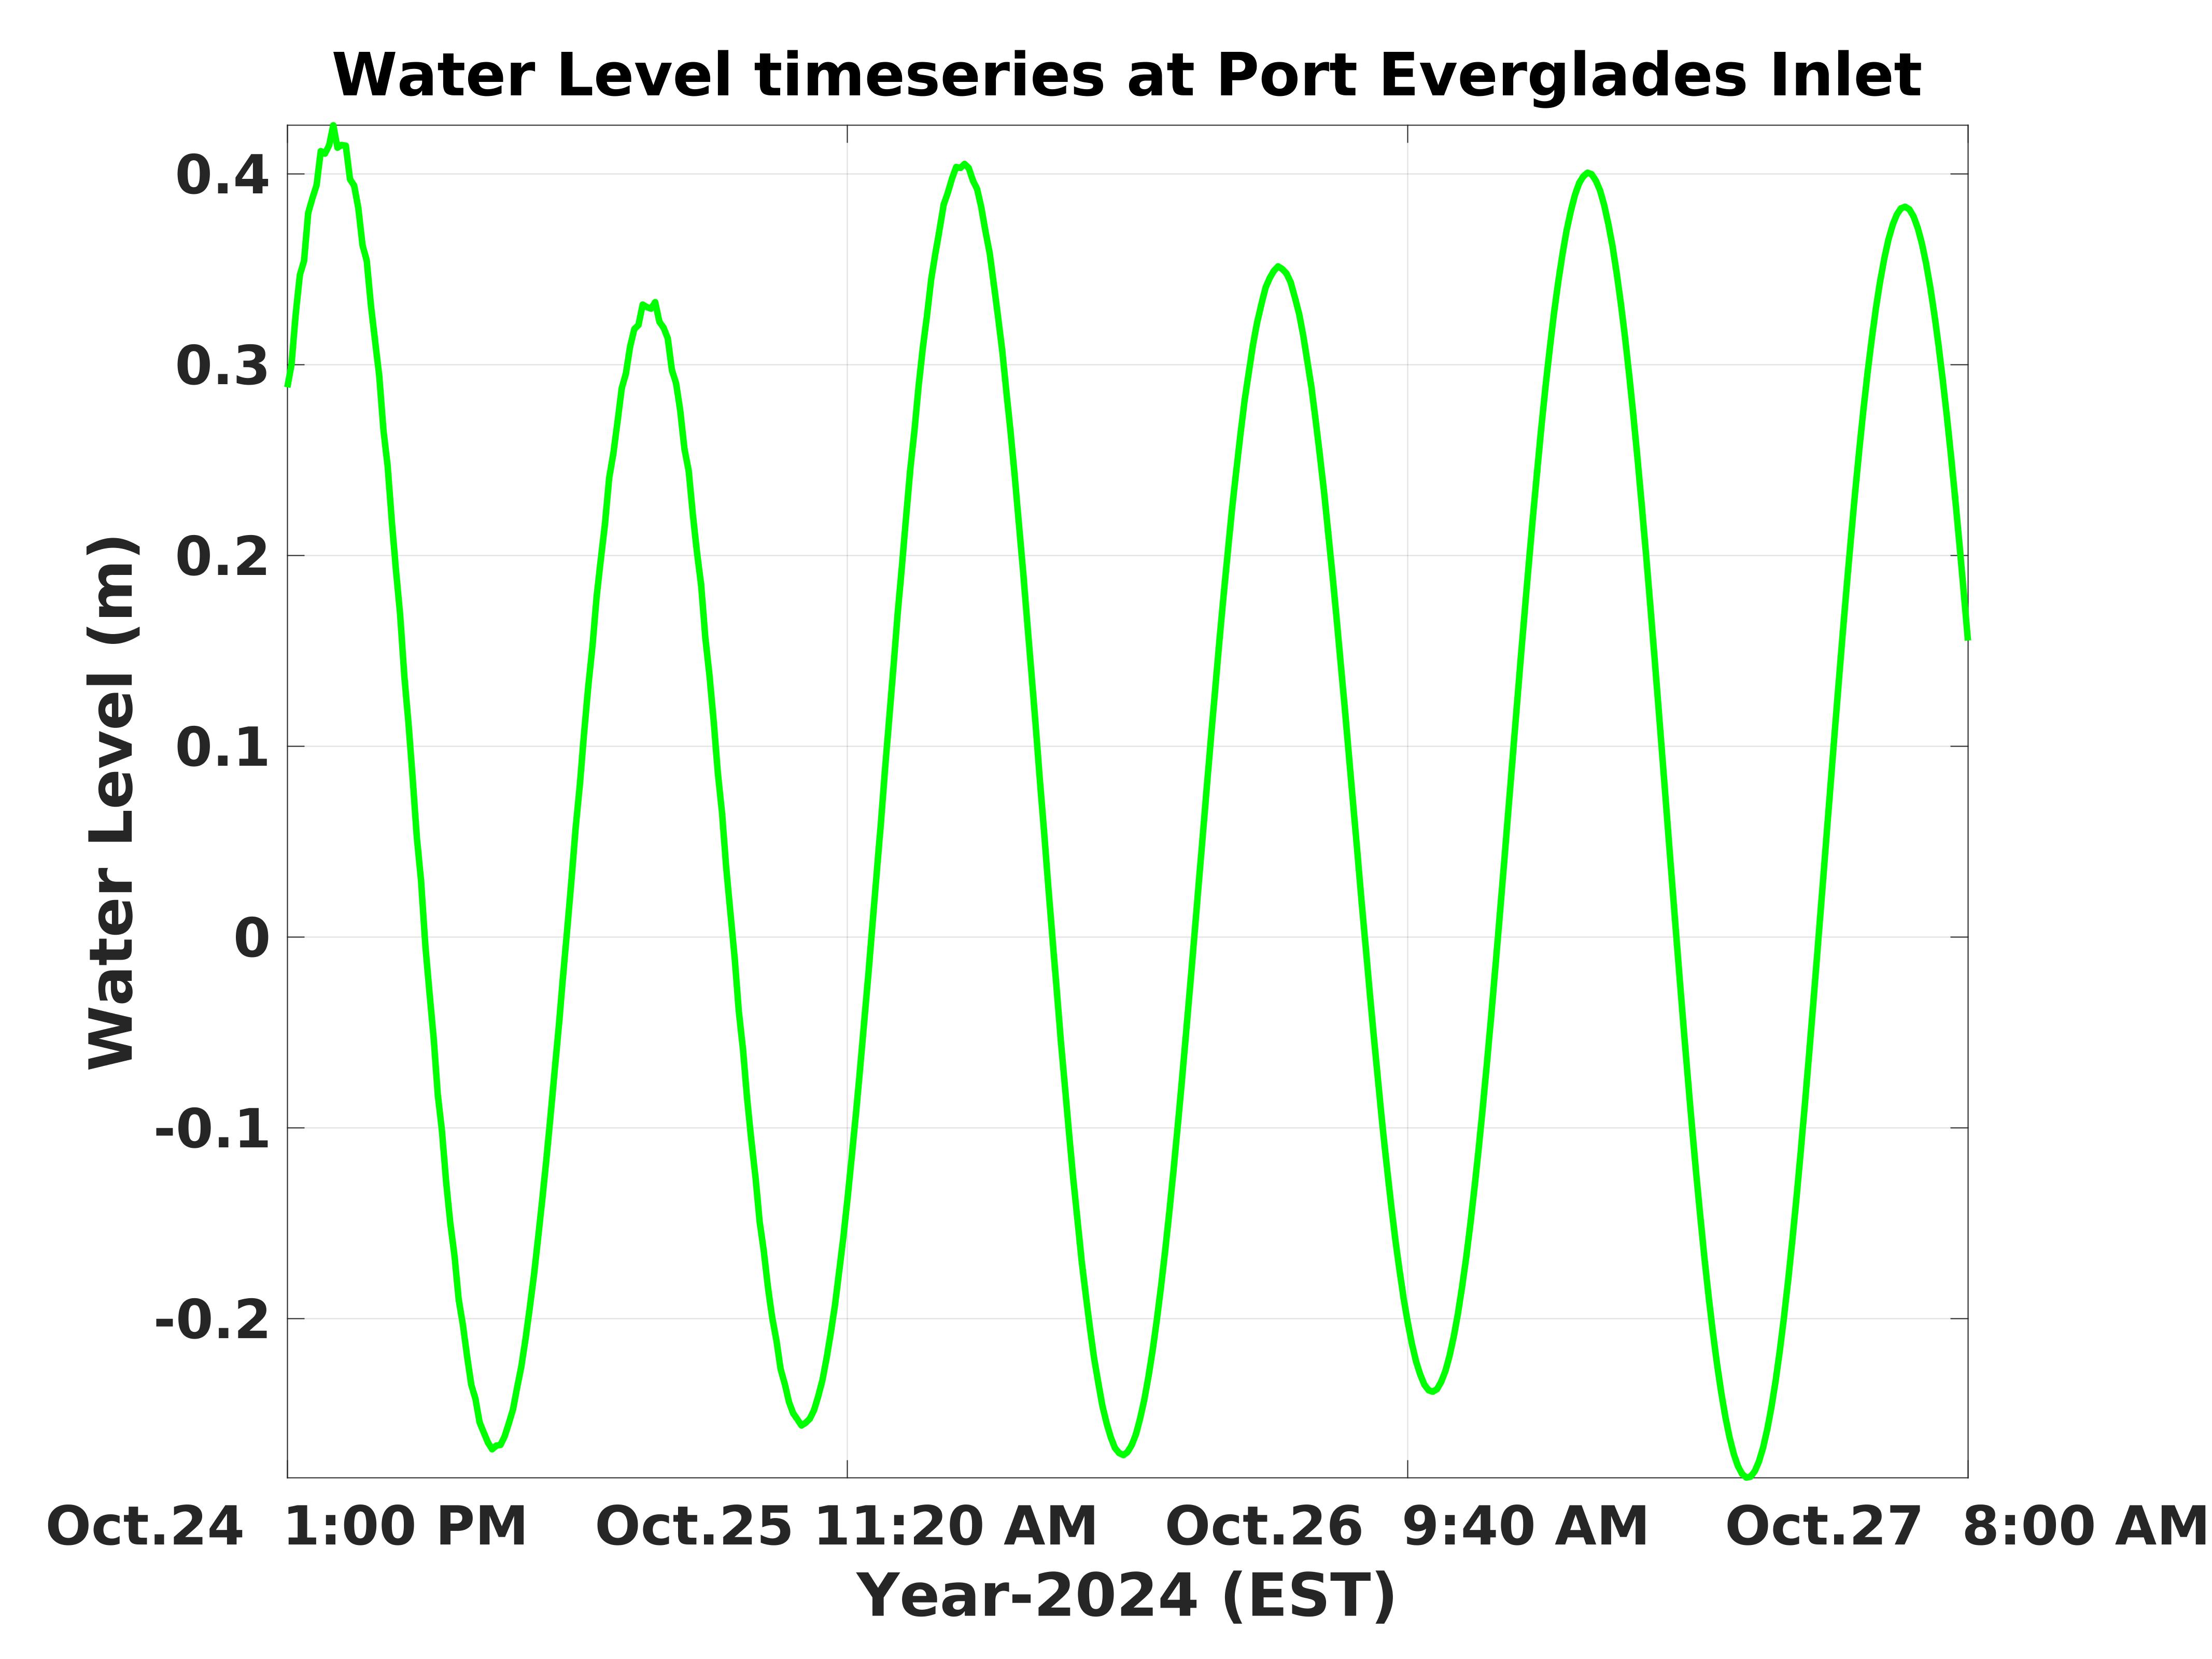 Water Level timeseries at Port Everglades Inlet
Water Level (m)
0.4
0.3
0.2
0.1
0
-0.1
-0.2
Oct.24 1:00 PM Oct.25 11:20 AM Oct.26 9:40 AM Oct.27 8:00 AM
Year-2024 (EST)